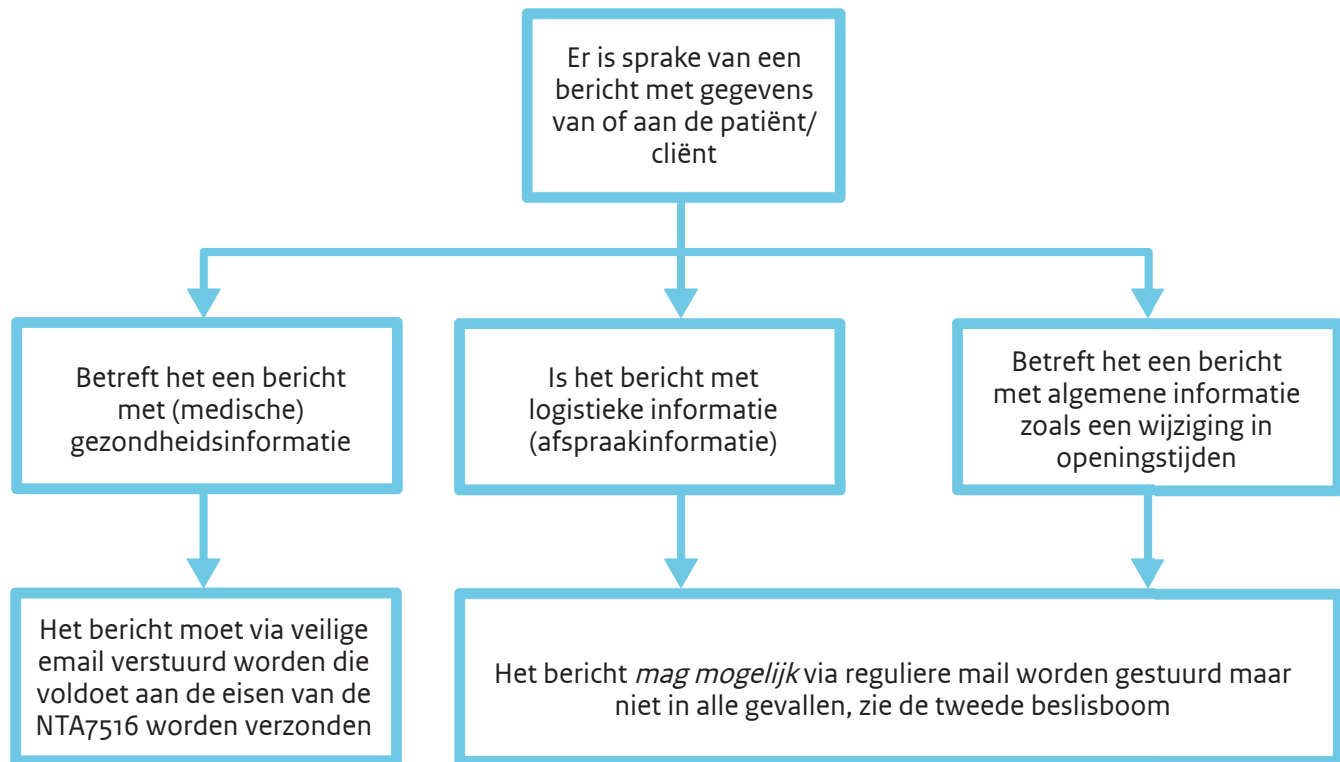 Er is sprake van een
bericht met gegevens
van of aan de patiënt/
cliënt
Betreft het een bericht
met (medische)
gezondheidsinformatie
Is het bericht met
logistieke informatie
(afspraakinformatie)
Betreft het een bericht
met algemene informatie
zoals een wijziging in
openingstijden
Het bericht moet via veilige
email verstuurd worden die
voldoet aan de eisen van de
NTA7516 worden verzonden
Het bericht mag mogelijk via reguliere mail worden gestuurd maar
niet in alle gevallen, zie de tweede beslisboom